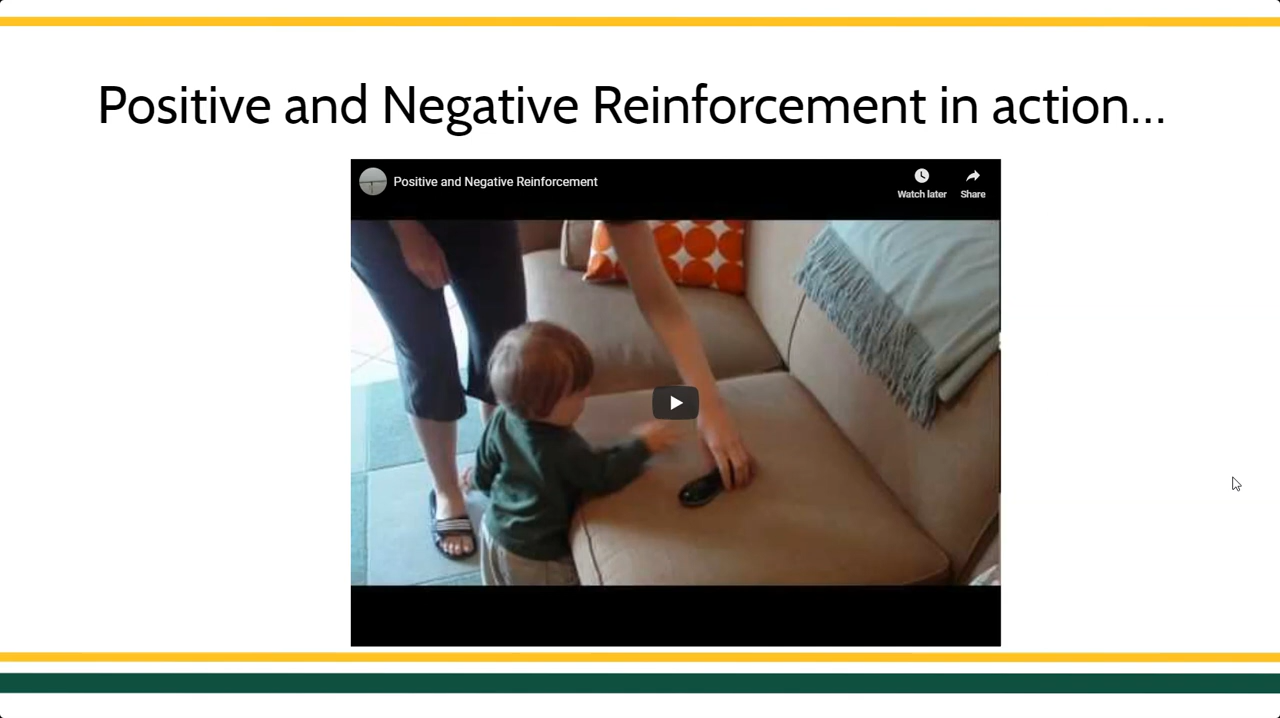 Positive and Negative Reinforcement in action...
Positive and Negative Reinforcement
Watch later
Share